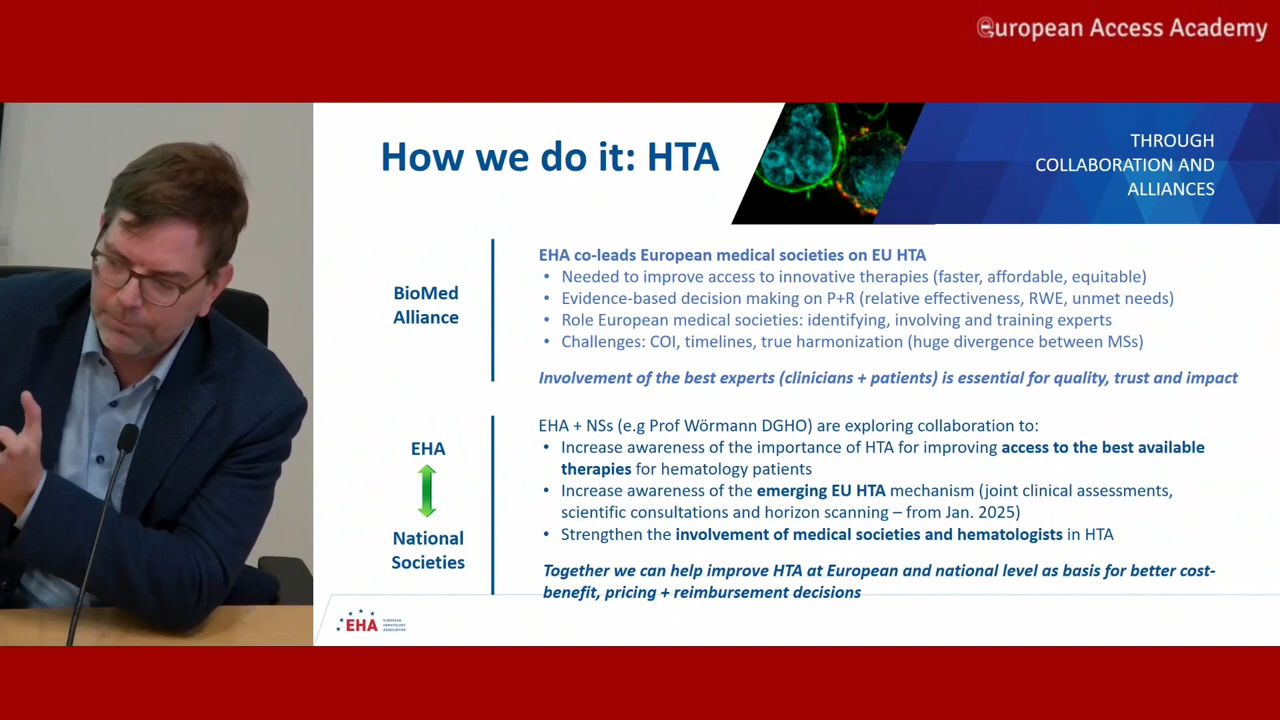 European Access Academy
How we do it: HTA
THROUGH
COLLABORATION AND
ALLIANCES
BioMed
Alliance
EHA co-leads European medical societies on EU HTA
• Needed to improve access to innovative therapies (faster, affordable, equitable)
• Evidence-based decision making on P+R (relative effectiveness, RWE, unmet needs)
• Role European medical societies: identifying, involving and training experts
• Challenges: COI, timelines, true harmonization (huge divergence between MSs)
Involvement of the best experts (clinicians + patients) is essential for quality, trust and impact
EHA
National
Societies
EHA + NSs (e.g Prof Wörmann DGHO) are exploring collaboration to:
• Increase awareness of the importance of HTA for improving access to the best available
therapies for hematology patients
• Increase awareness of the emerging EU HTA mechanism (joint clinical assessments,
scientific consultations and horizon scanning – from Jan. 2025)
• Strengthen the involvement of medical societies and hematologists in HTA
Together we can help improve HTA at European and national level as basis for better cost-
benefit, pricing + reimbursement decisions
EHA
EUROPEAN
HEMATOLOGY
ASSOCIATION